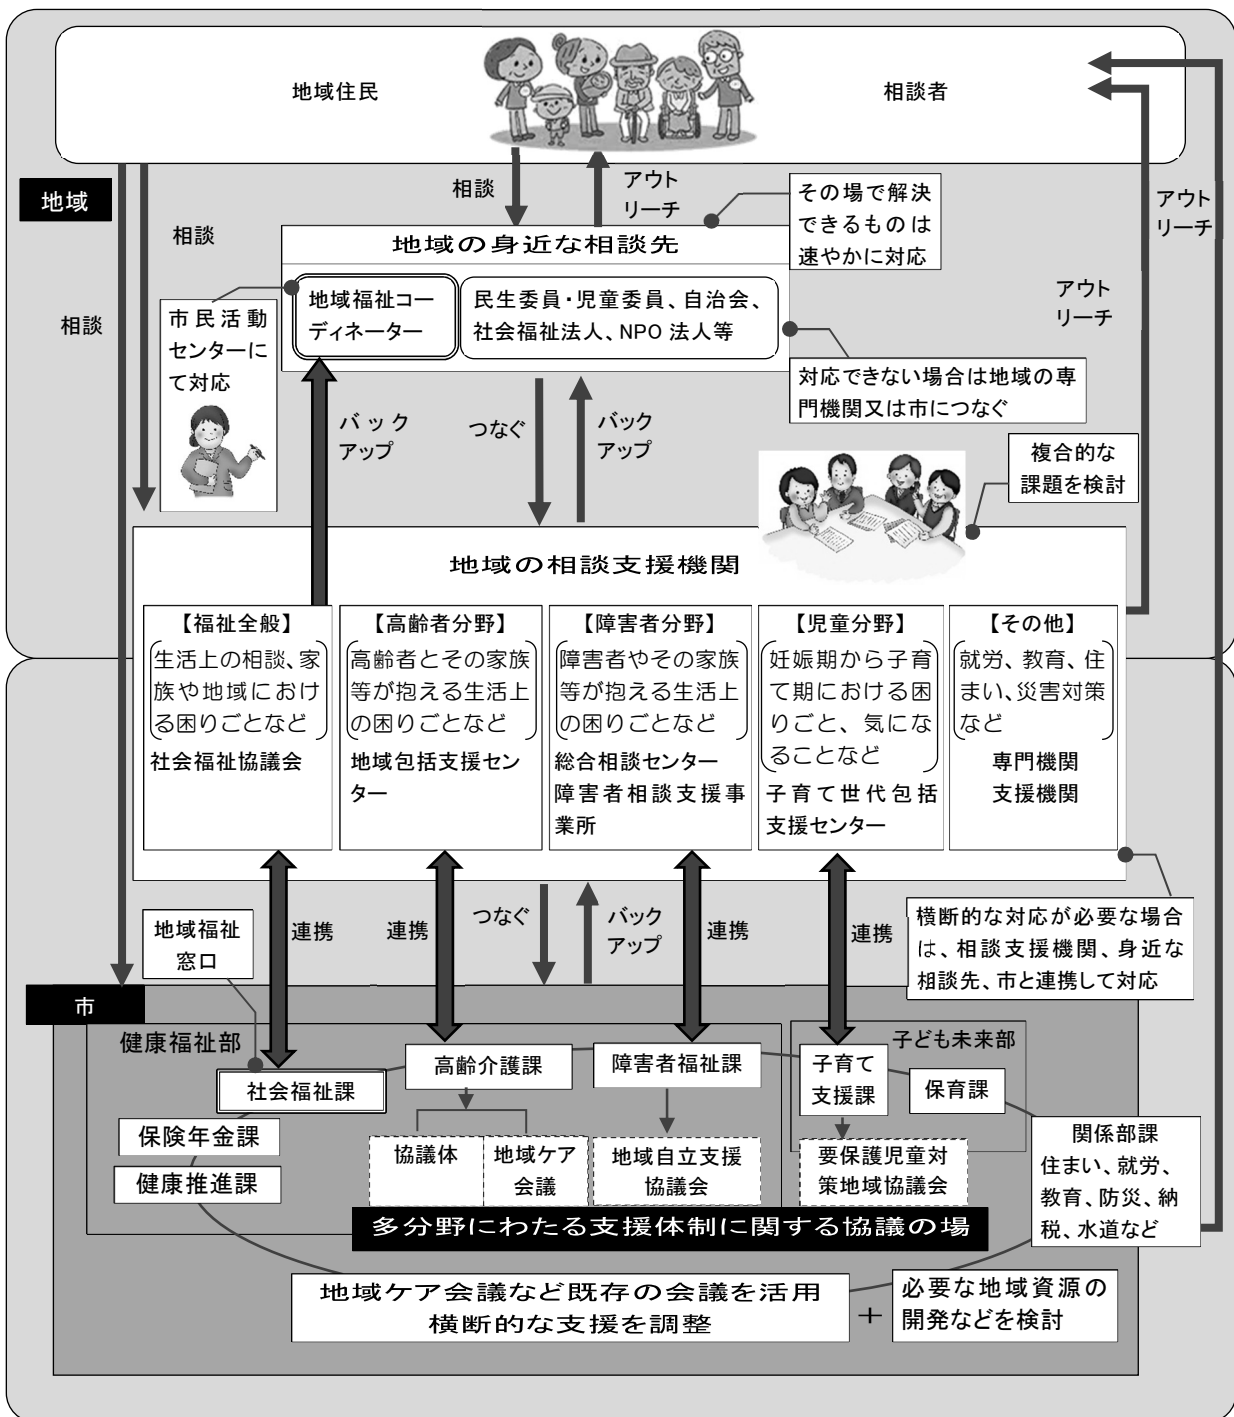 地域住民
相談者
地域
相談
アウト
リーチ
その場で解決
できるものは
速やかに対応
アウト
リーチ
相談
地域の身近な相談先
地域福祉コー
ディネーター
民生委員・児童委員、自治会、
社会福祉法人、NPO 法人等
アウト
リーチ
相談
市民活動
センターに
て対応
対応できない場合は地域の専
門機関又は市につなぐ
バック
アップ
つなぐ
バック
アップ
複合的な
課題を検討
地域の相談支援機関
【福祉全般】
生活上の相談、家
族や地域におけ
る困りごとなど
社会福祉協議会
【高齢者分野】
高齢者とその家族
等が抱える生活上
の困りごとなど
地域包括支援セン
ター
【障害者分野】
障害者やその家族
等が抱える生活上
の困りごとなど
総合相談センター
障害者相談支援事
業所
【児童分野】
妊娠期から子育
て期における困
りごと、気にな
ることなど
子育て世代包括
支援センター
【その他】
就労、教育、住
まい、災害対策
など
専門機関
支援機関
地域福祉
窓口
連携
連携
つなぐ
バック
アップ
連携
連携
横断的な対応が必要な場合
は、相談支援機関、身近な
相談先、市と連携して対応
市
健康福祉部
子ども未来部
社会福祉課
高齢介護課
障害者福祉課
子育て
支援課
保育課
保険年金課
健康推進課
協議体
地域ケア
会議
地域自立支援
協議会
要保護児童対
策地域協議会
関係部課
住まい、就労、
教育、防災、納
税、水道など
多分野にわたる支援体制に関する協議の場
地域ケア会議など既存の会議を活用
横断的な支援を調整
+
必要な地域資源の
開発などを検討